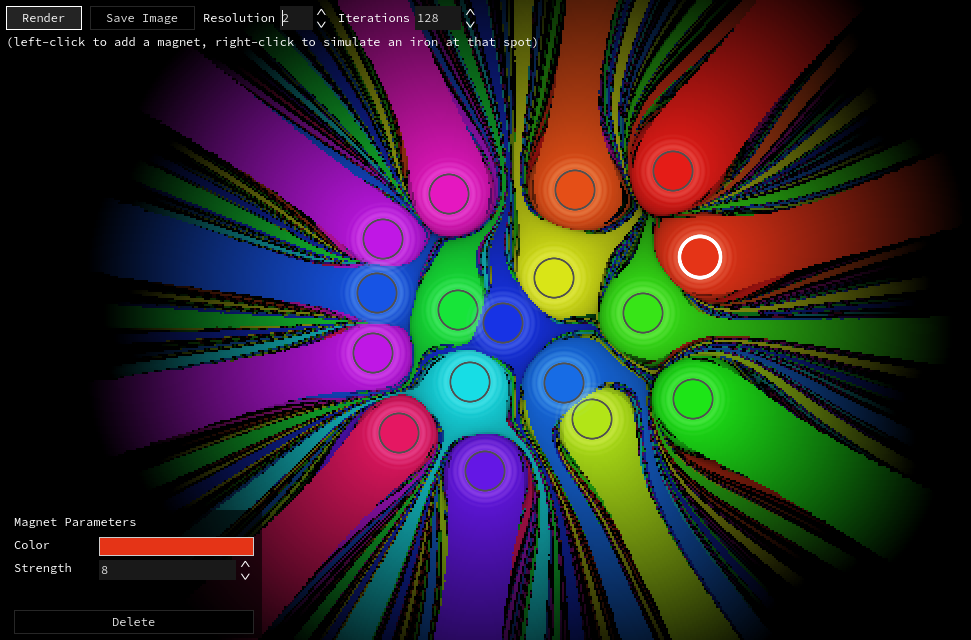 Render Save Image Resolution 2 Iterations 128
(left-click to add a magnet, right-click to simulate an iron at that spot)
Magnet Parameters
Color
Strength 8
Delete